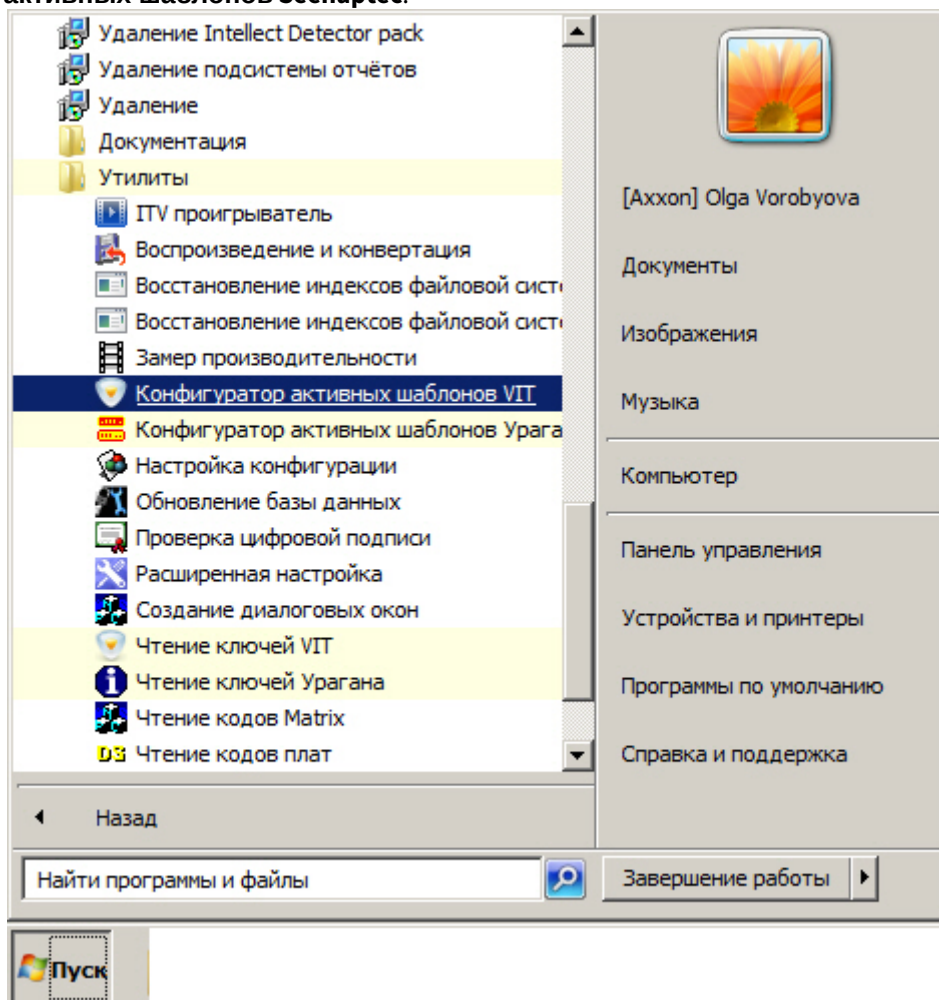 активных шаблонов
Удаление Intellect Detector pack
Удаление подсистемы отчётов
Удаление
Документация
Утилиты
ITV проигрыватель
Воспроизведение и конвертация
Восстановление индексов файловой систе
Восстановление индексов файловой систе
Замер производительности
Конфигуратор активных шаблонов VIT
Конфигуратор активных шаблонов Урага
Настройка конфигурации
Обновление базы данных
Проверка цифровой подписи
Расширенная настройка
Создание диалоговых окон
Чтение ключей VIT
Чтение ключей Урагана
Чтение кодов Matrix
Чтение кодов плат
Назад
Найти программы и файлы
[Axxon] Olga Vorobyova
Документы
Изображения
Музыка
Компьютер
Панель управления
Устройства и принтеры
Программы по умолчанию
Справка и поддержка
Завершение работы
Пуск